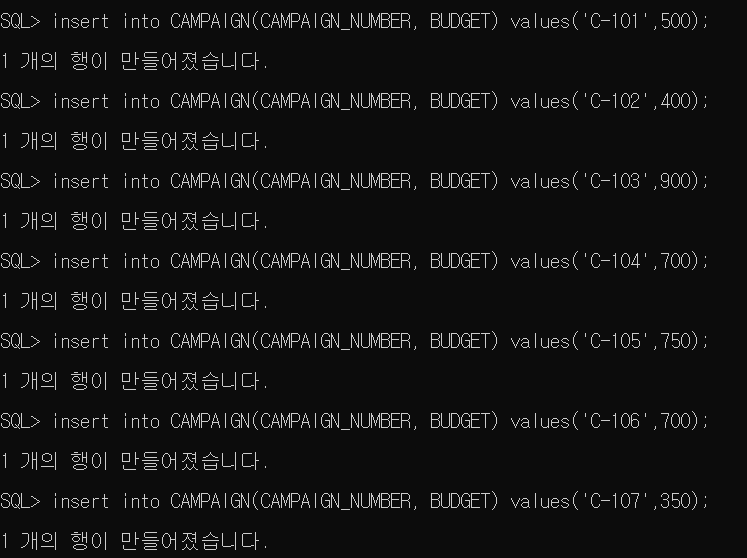 SQL> insert into CAMPAIGN(CAMPAIGN_NUMBER, BUDGET) values('C-101',500);
1 개의 행이 만들어졌습니다.
SQL> insert into CAMPAIGN(CAMPAIGN_NUMBER, BUDGET) values('C-102',400);
1 개의 행이 만들어졌습니다.
SQL> insert into CAMPAIGN(CAMPAIGN_NUMBER, BUDGET) values('C-103',900);
1 개의 행이 만들어졌습니다.
SQL> insert into CAMPAIGN(CAMPAIGN_NUMBER, BUDGET) values('C-104',700);
1 개의 행이 만들어졌습니다.
SQL> insert into CAMPAIGN(CAMPAIGN_NUMBER, BUDGET) values('C-105',750);
1 개의 행이 만들어졌습니다.
SQL> insert into CAMPAIGN(CAMPAIGN_NUMBER, BUDGET) values('C-106',700);
1 개의 행이 만들어졌습니다.
SQL> insert into CAMPAIGN(CAMPAIGN_NUMBER, BUDGET) values('C-107',350);
1 개의 행이 만들어졌습니다.